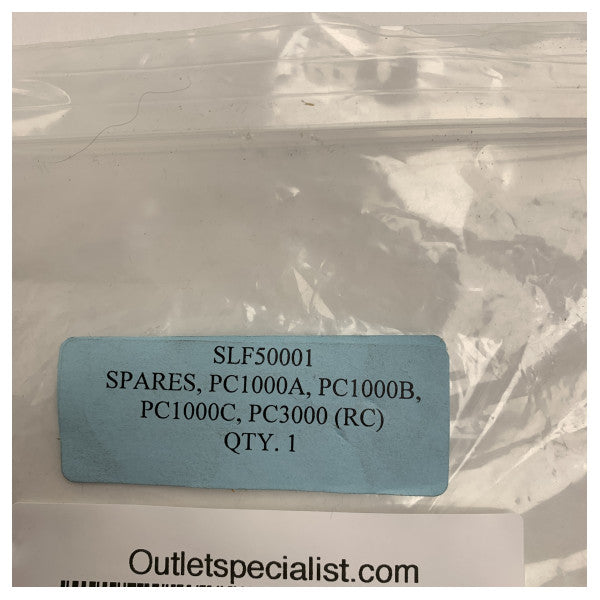 SLF50001
SPARES, PC1000A, PC1000B,
PC1000C, PC3000 (RC)
QTY. 1
Outletspecialist.com